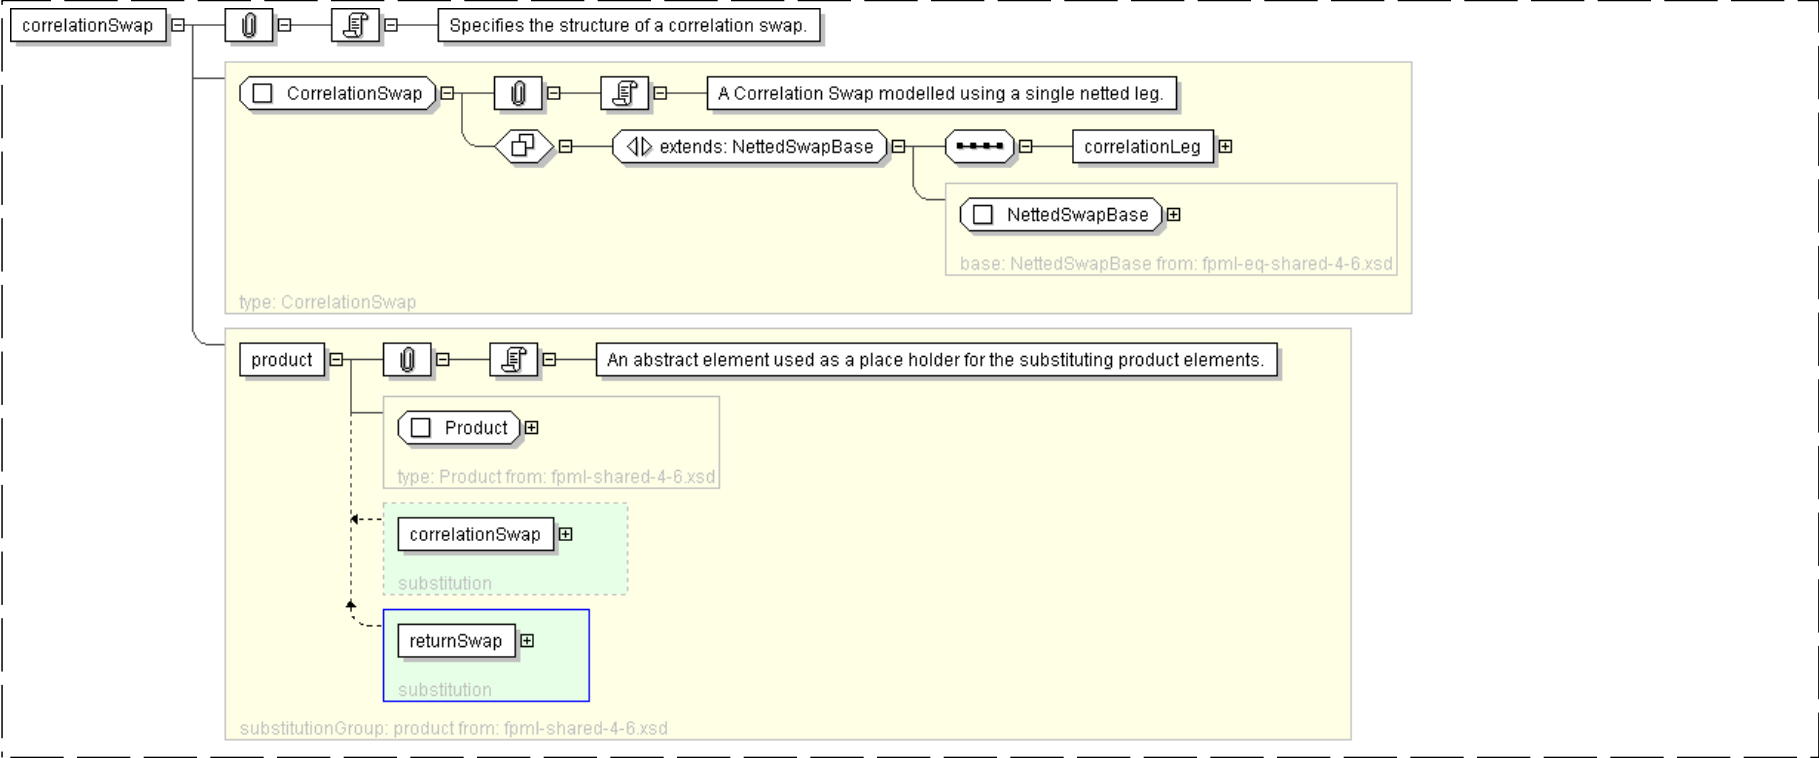 correlationSwap
Specifies the structure of a correlation swap.
CorrelationSwap
A Correlation Swap modelled using a single netted leg.
extends: NettedSwapBase
correlationLeg
NettedSwapBase
base: NettedSwapBase from: fpml-eq-shared-4-6.xsd
type: CorrelationSwap
product
An abstract element used as a place holder for the substituting product elements.
Product
type: Product from: fpml-shared-4-6.xsd
correlationSwap
substitution
returnSwap
substitution
substitutionGroup: product from: fpml-shared-4-6.xsd